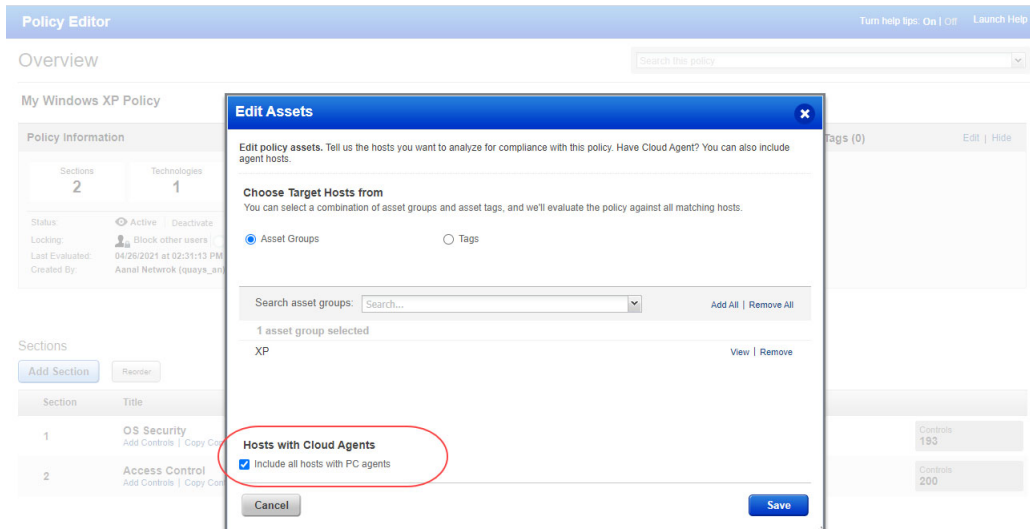 Policy Editor
Turn help tips: On | Off Launch Help
Overview
Search this policy
My Windows XP Policy
Policy Information
Tags (0)
Edit | Hide
Sections
2
Technologies
1
Status: Active | Deactivate
Locking: Block other users
Last Evaluated: 04/26/2021 at 02:31:13 PM
Created By: Aanal Netwrok (quays_an)
Edit Assets
Edit policy assets. Tell us the hosts you want to analyze for compliance with this policy. Have Cloud Agent? You can also include
agent hosts.
Choose Target Hosts from
You can select a combination of asset groups and asset tags, and we'll evaluate the policy against all matching hosts.
Asset Groups
Tags
Search asset groups: Search...
Add All | Remove All
1 asset group selected
XP
View | Remove
Hosts with Cloud Agents
Include all hosts with PC agents
Cancel
Save
Sections
Add Section
Reorder
Section Title
1
OS Security
Add Controls | Copy Con
Controls
193
2
Access Control
Add Controls | Copy Con
Controls
200